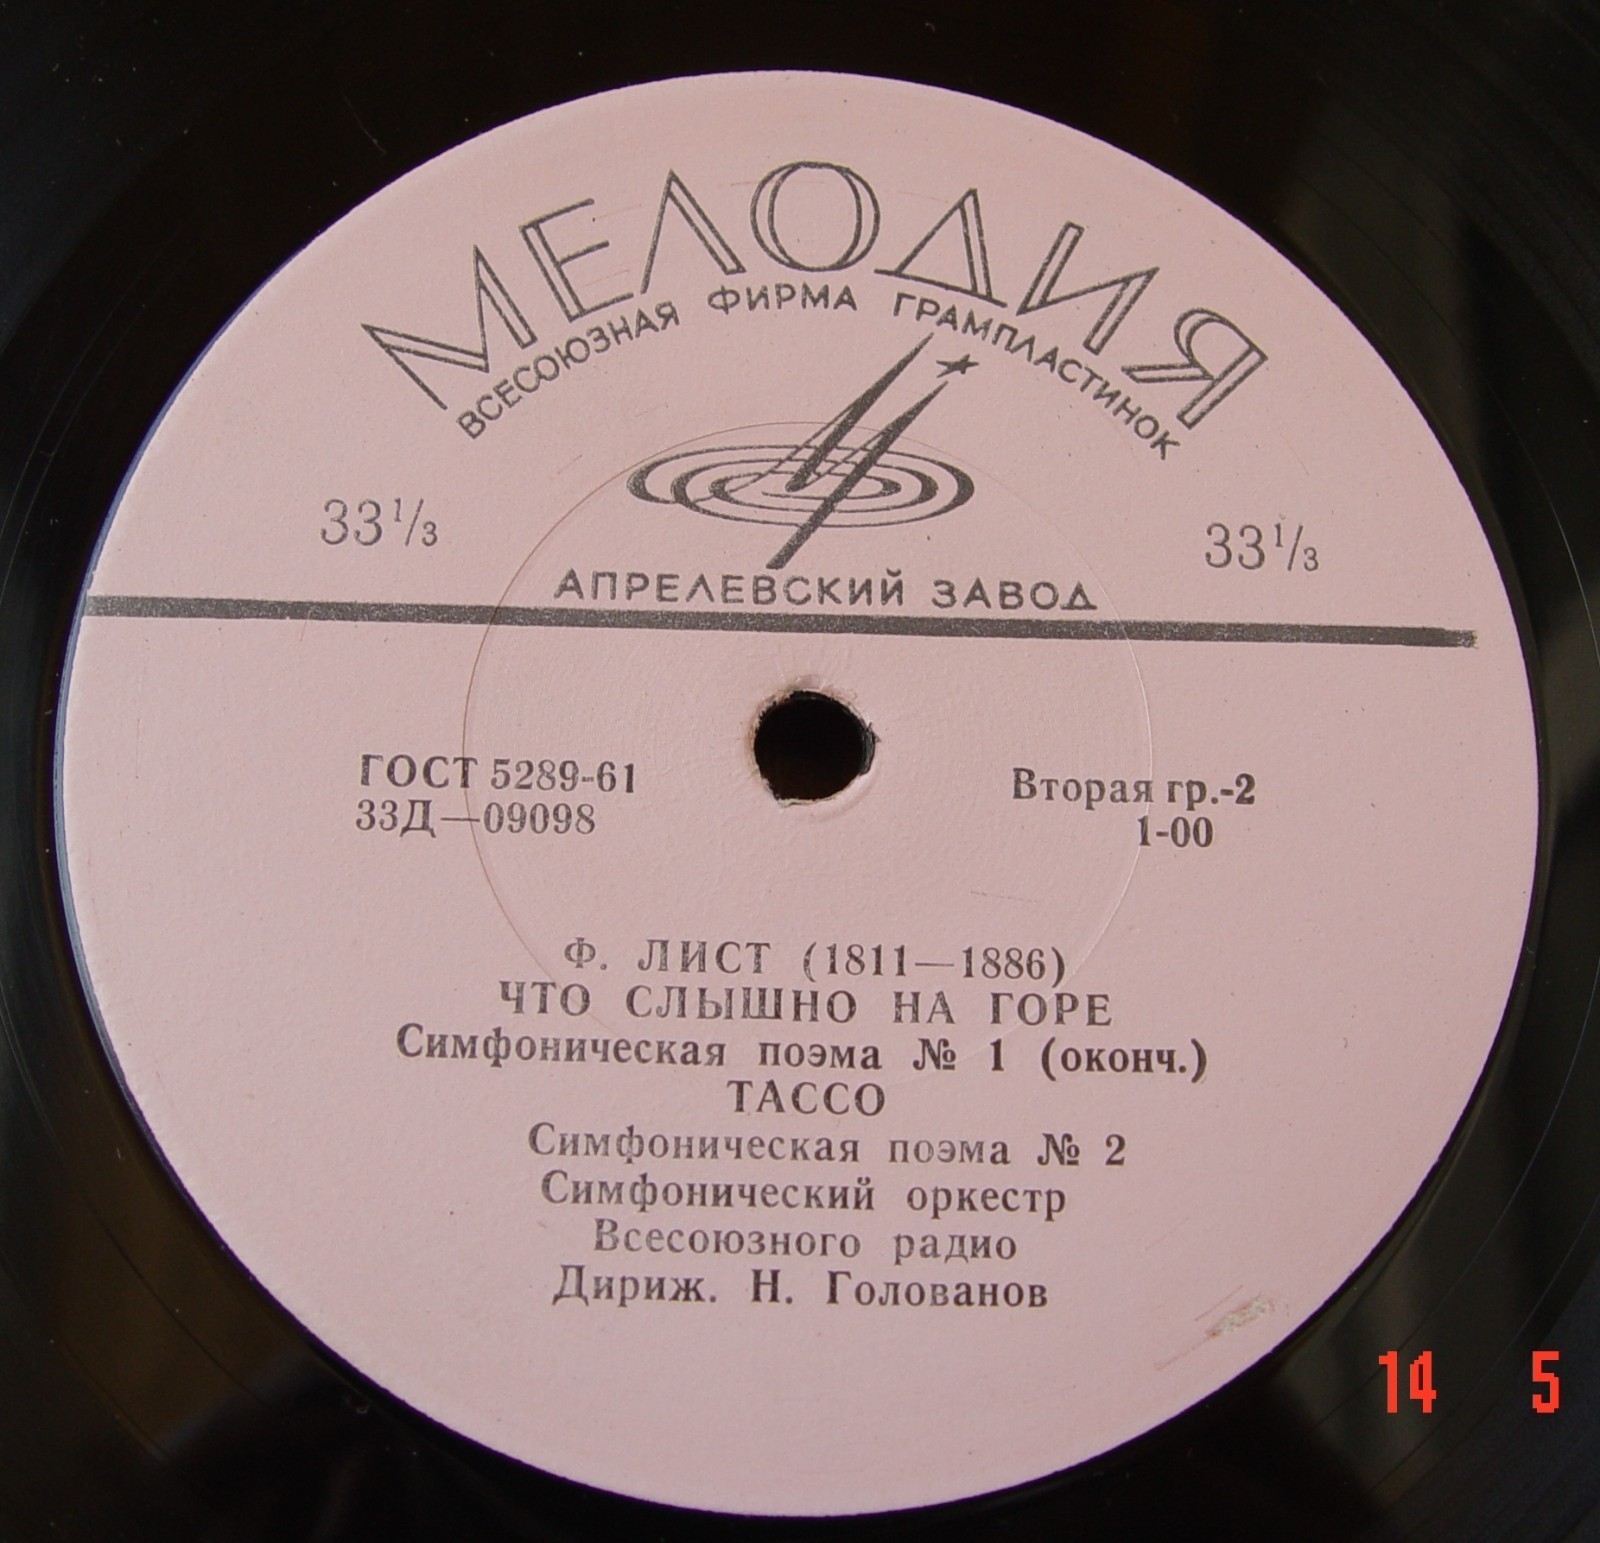 МЕЛОДИЯ
ВСЕСОЮЗНАЯ ФИРМА ГРАМПЛАСТИНОК
33 1/3
33 1/3
АПРЕЛЕВСКИЙ ЗАВОД
ГОСТ 5289-61
Вторая гр.-2
33Д—09098
1-00
Ф. ЛИСТ (1811—1886)
ЧТО СЛЫШНО НА ГОРЕ
Симфоническая поэма № 1 (оконч.)
ТАССО
Симфоническая поэма № 2
Симфонический оркестр
Всесоюзного радио
Дириж. Н. Голованов
14 5